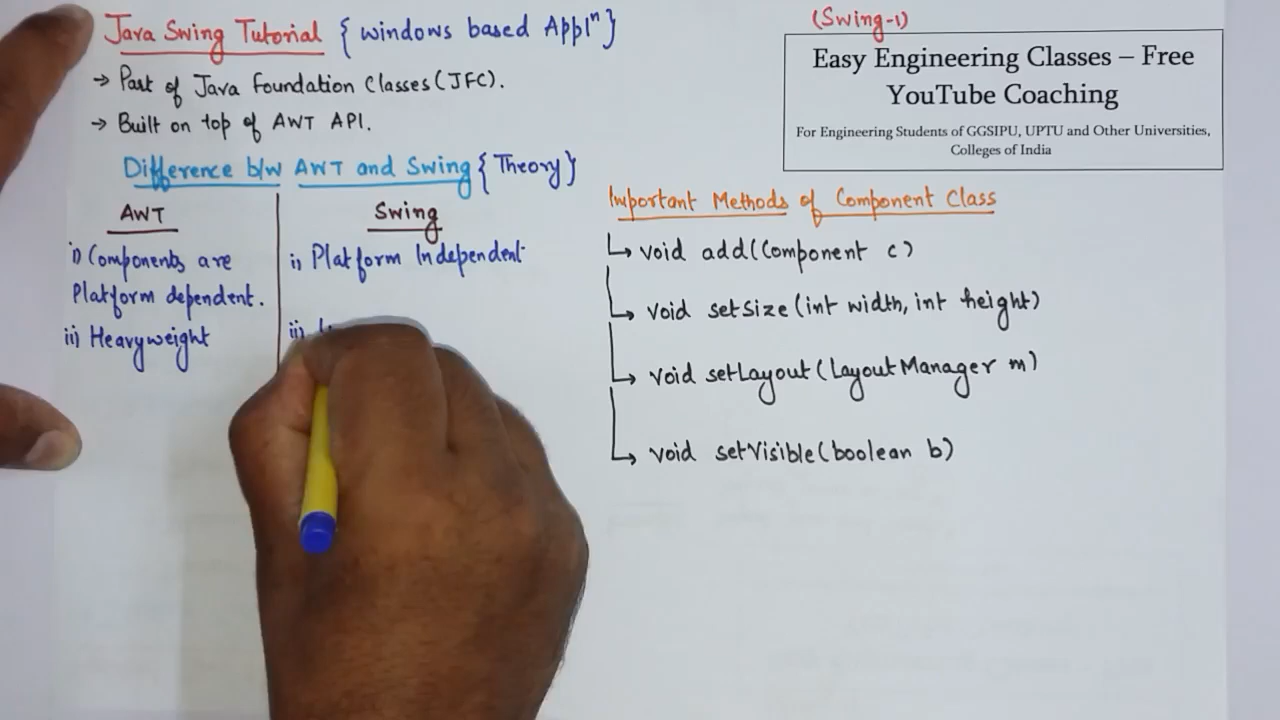 Java Swing Tutorial { windows based Applⁿ}
→ Part of Java Foundation Classes (JFC).
→ Built on top of AWT API.
Difference b/w AWT and Swing {Theory}
AWT
i) Components are
Platform dependent.
ii) Heavyweight
Swing
i) Platform Independent
ii)
(Swing-1)
Easy Engineering Classes – Free
YouTube Coaching
For Engineering Students of GGSIPU, UPTU and Other Universities,
Colleges of India
Important Methods of Component Class
↳ void add(Component c)
↳ void setSize(int width, int height)
↳ void setLayout(LayoutManager m)
↳ void setVisible(boolean b)